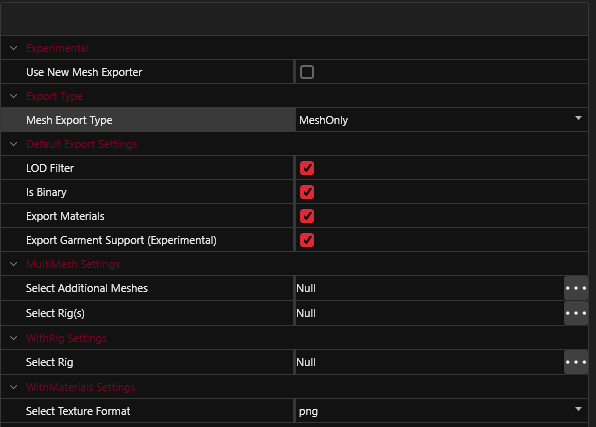 Experimental
Use New Mesh Exporter
Export Type
Mesh Export Type MeshOnly
Default Export Settings
LOD Filter
Is Binary
Export Materials
Export Garment Support (Experimental)
MultiMesh Settings
Select Additional Meshes Null
Select Rig(s) Null
WithRig Settings
Select Rig Null
WithMaterials Settings
Select Texture Format png